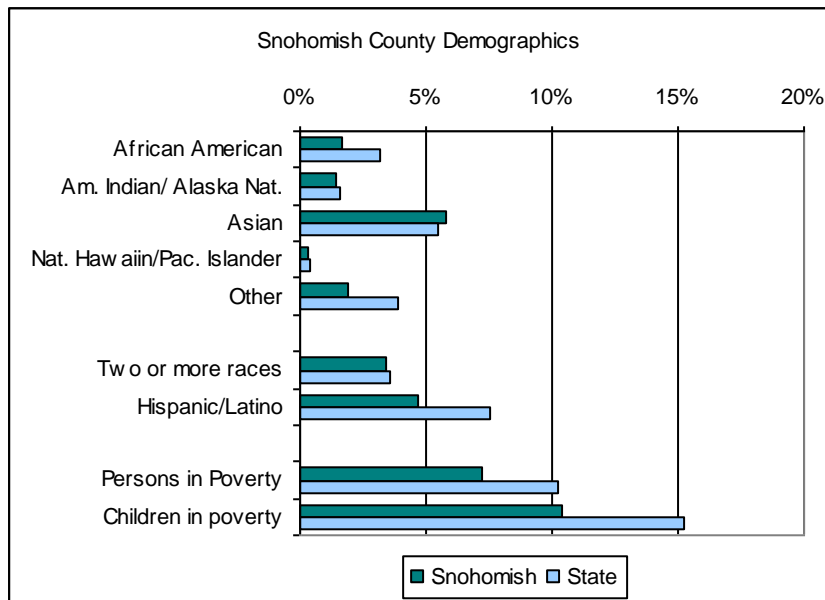 Snohomish County Demographics
0% 5% 10% 15% 20%
African American
Am. Indian/ Alaska Nat.
Asian
Nat. Hawaiin/Pac. Islander
Other
Two or more races
Hispanic/Latino
Persons in Poverty
Children in poverty
Snohomish State